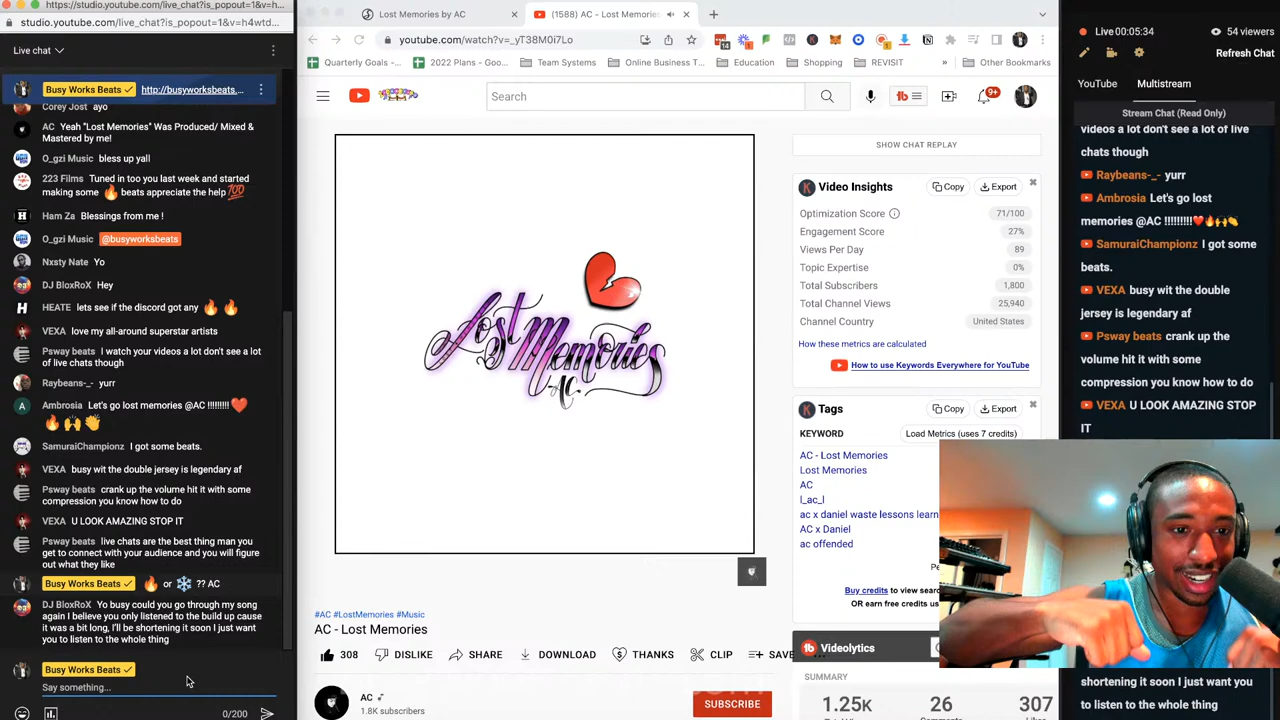 https://studio.youtube.com/live_chat?is_popout=1&v=h4wtd...
studio.youtube.com/live_chat?is_popout=1&v=h4...
Live chat
Busy Works Beats http://busyworksbeats....
Corey Jost ayo
AC Yeah "Lost Memories" Was Produced/ Mixed &
Mastered by me!
O_gzi Music bless up yall
223 Films Tuned in too you last week and started
making some 🔥 beats appreciate the help 💯
Ham Za Blessings from me !
O_gzi Music @busyworksbeats
Nxsty Nate Yo
DJ BloxRoX Hey
HEATE lets see if the discord got any 🔥 🔥
VEXA love my all-around superstar artists
Psway beats I watch your videos a lot don't see a lot
of live chats though
Raybeans-_- yurr
Ambrosia Let's go lost memories @AC !!!!!!!!! ❤️
🔥 🙌 👏
SamuraiChampionz I got some beats.
VEXA busy wit the double jersey is legendary af
Psway beats crank up the volume hit it with some
compression you know how to do
VEXA U LOOK AMAZING STOP IT
Psway beats live chats are the best thing man you
get to connect with your audience and you will figure
out what they like
Busy Works Beats 🔥 or ❄️ ?? AC
DJ BloxRoX Yo busy could you go through my song
again I believe you only listened to the build up cause
it was a bit long, I'll be shortening it soon I just want
you to listen to the whole thing
Busy Works Beats
Say something...
0/200
Lost Memories by AC
(1588) AC - Lost Memories
youtube.com/watch?v=_yT38M0i7Lo
Quarterly Goals -... 2022 Plans - Goo... Team Systems Online Business T... Education Shopping REVISIT » Other Bookmarks
Search
9+
Lost Memories
AC
#AC #LostMemories #Music
AC - Lost Memories
308 DISLIKE SHARE DOWNLOAD THANKS CLIP SAVE
AC
1.8K subscribers
SUBSCRIBE
SHOW CHAT REPLAY
Video Insights Copy Export
Optimization Score 71/100
Engagement Score 27%
Views Per Day 89
Topic Expertise 0%
Total Subscribers 1,800
Total Channel Views 25,940
Channel Country United States
How these metrics are calculated
How to use Keywords Everywhere for YouTube
Tags Copy Export
KEYWORD Load Metrics (uses 7 credits)
AC - Lost Memories
Lost Memories
AC
l_ac_l
ac x daniel waste lessons learn
AC x Daniel
ac offended
Buy credits to view sear
OR earn free credits us
Videolytics
SUMMARY
1.25K 26 307
Live 00:05:34 54 viewers
Refresh Chat
YouTube Multistream
Stream Chat (Read Only)
videos a lot don't see a lot of live
chats though
Raybeans-_- yurr
Ambrosia Let's go lost
memories @AC !!!!!!!!!❤️🔥🙌👏
SamuraiChampionz I got some
beats.
VEXA busy wit the double
jersey is legendary af
Psway beats crank up the
volume hit it with some
compression you know how to do
VEXA U LOOK AMAZING STOP
IT
shortening it soon I just want you
to listen to the whole thing